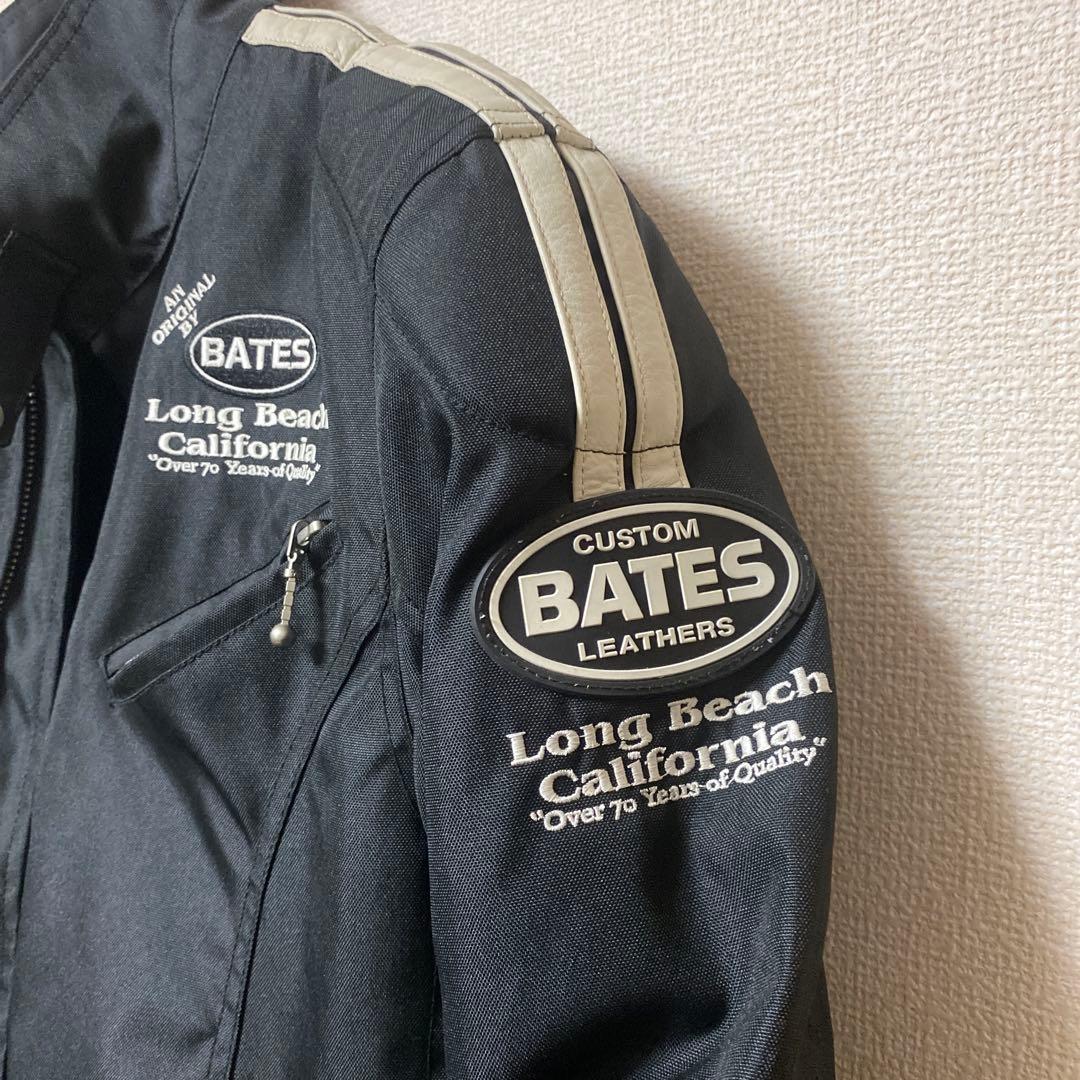 AN
ORIGINAL
BY
BATES
Long Beach
California
"Over 70 Years-of-Quality"
CUSTOM
BATES
LEATHERS
Long Beach
California
"Over 70 Years-of-Quality"